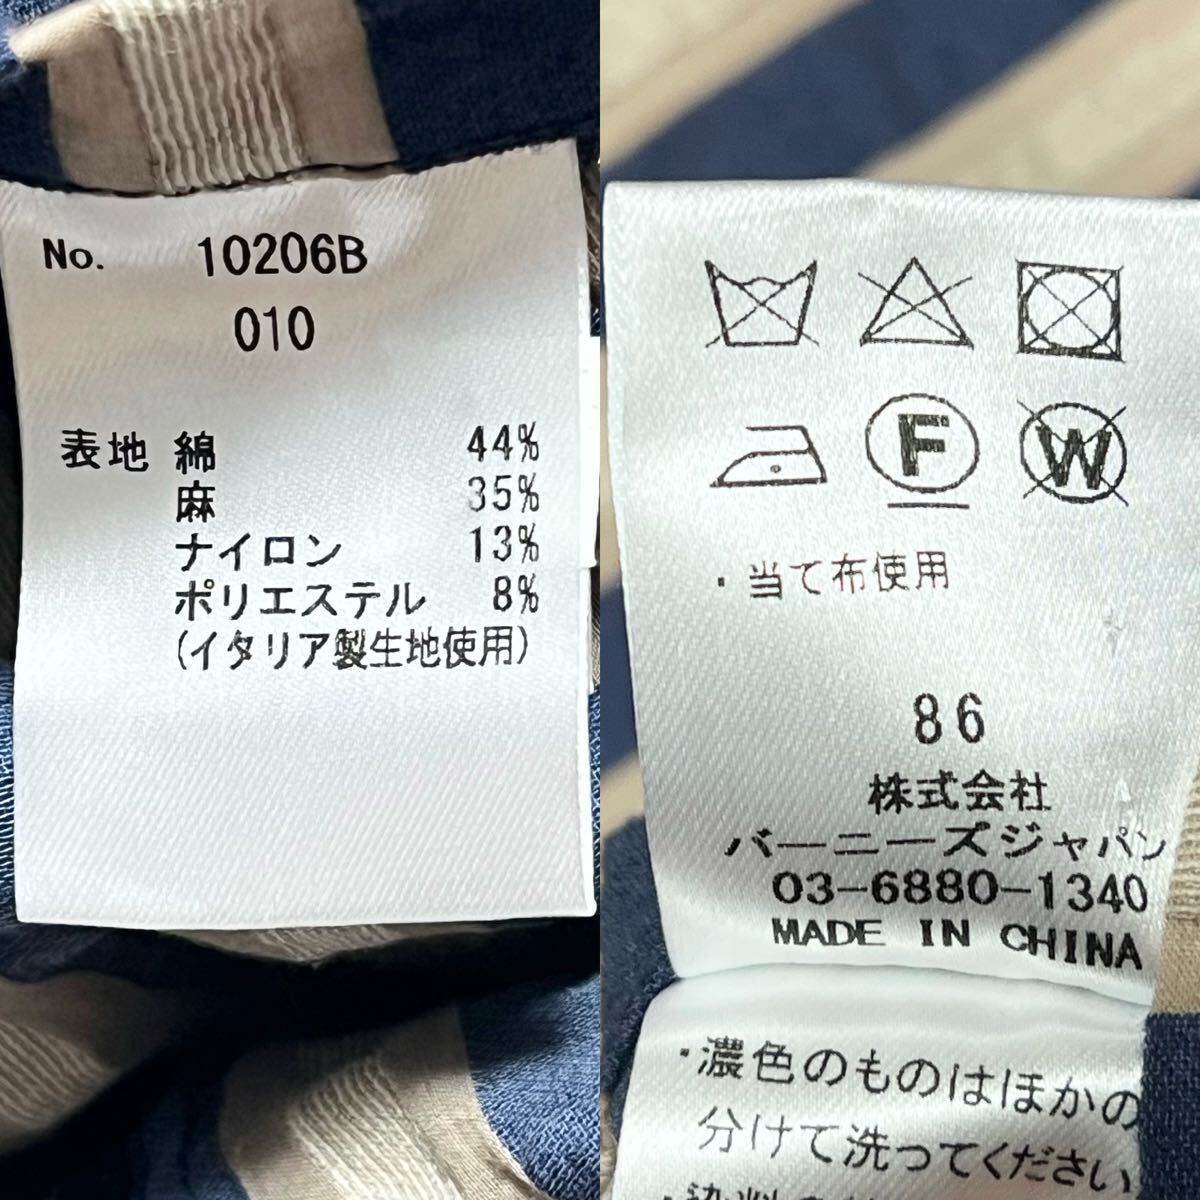 No. 10206B
010
表地 綿 44%
麻 35%
ナイロン 13%
ポリエステル 8%
(イタリア製生地使用)
F
W
・当て布使用
86
株式会社
バーニーズジャパン
03-6880-1340
MADE IN CHINA
・濃色のものはほかの
分けて洗ってください